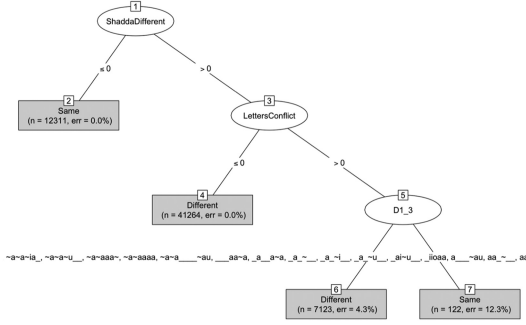 1
ShaddaDifferent
≤ 0
> 0
2
Same
(n = 12311, err = 0.0%)
3
LettersConflict
≤ 0
> 0
4
Different
(n = 41264, err = 0.0%)
5
D1_3
~a~a~ia_, ~a~a~u__, ~a~aaa~, ~a~aaaa, ~a~a____~au, ___aa~a, _a__a~a, _a_~__, _a_~i__, _a_~u__, _ai~u__, _iioaa, a___~au, aa_~__,
6
Different
(n = 7123, err = 4.3%)
7
Same
(n = 122, err = 12.3%)